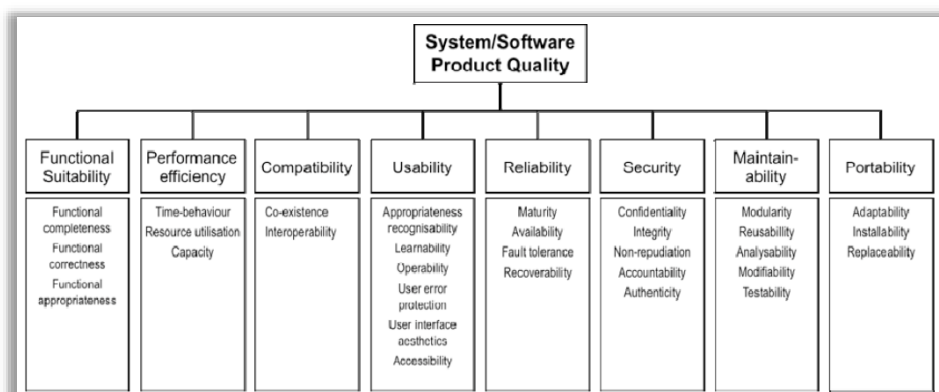 System/Software
Product Quality
Functional
Suitability
Performance
efficiency
Compatibility
Usability
Reliability
Security
Maintain-
ability
Portability
Functional
completeness
Functional
correctness
Functional
appropriateness
Time-behaviour
Resource utilisation
Capacity
Co-existence
Interoperability
Appropriateness
recognisability
Learnability
Operability
User error
protection
User interface
aesthetics
Accessibility
Maturity
Availability
Fault tolerance
Recoverability
Confidentiality
Integrity
Non-repudiation
Accountability
Authenticity
Modularity
Reusabillity
Analysability
Modifiability
Testability
Adaptability
Installability
Replaceability